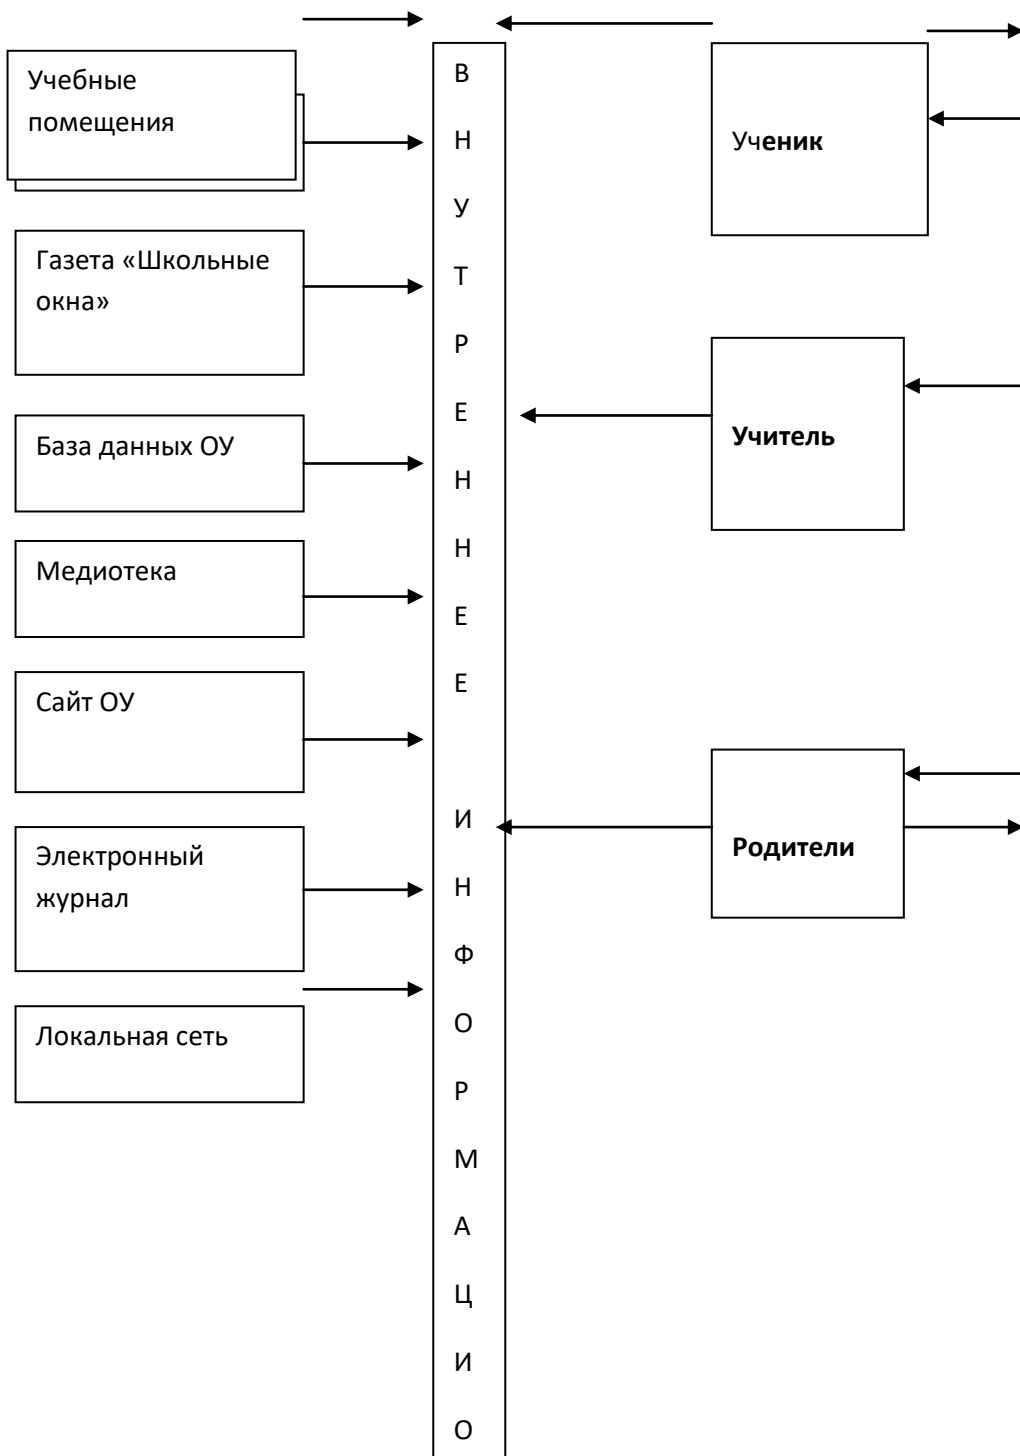 Учебные
помещения
Газета «Школьные
окна»
База данных ОУ
Медиотека
Сайт ОУ
Электронный
журнал
Локальная сеть
В
Н
У
Т
Р
Е
Н
Н
Е
Е
И
Н
Ф
О
Р
М
А
Ц
И
О
Ученик
Учитель
Родители